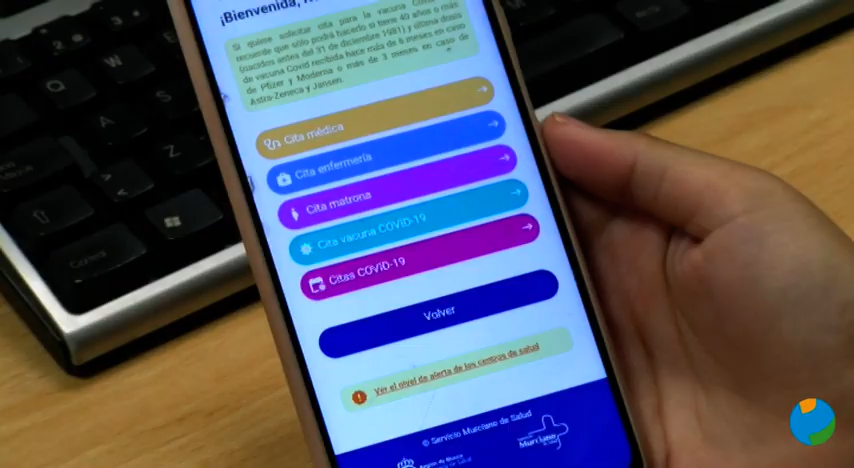 ¡Bienvenida,
Si quiere solicitar cita para la vacuna Covid
recuerde que sólo podrá hacerlo si tiene 40 años o más
(nacidos antes del 31 de diciembre 1981) y última dosis
de vacuna Covid recibida hace más de 6 meses en caso
de Pfizer y Moderna o más de 3 meses en caso de
Astra-Zeneca y Jansen.
Cita médica
Cita enfermería
Cita matrona
Cita vacuna COVID-19
Citas COVID-19
Volver
Ver el nivel de alerta de los centros de salud
© Servicio Murciano de Salud
Murciano
Q
W
A
S
Z